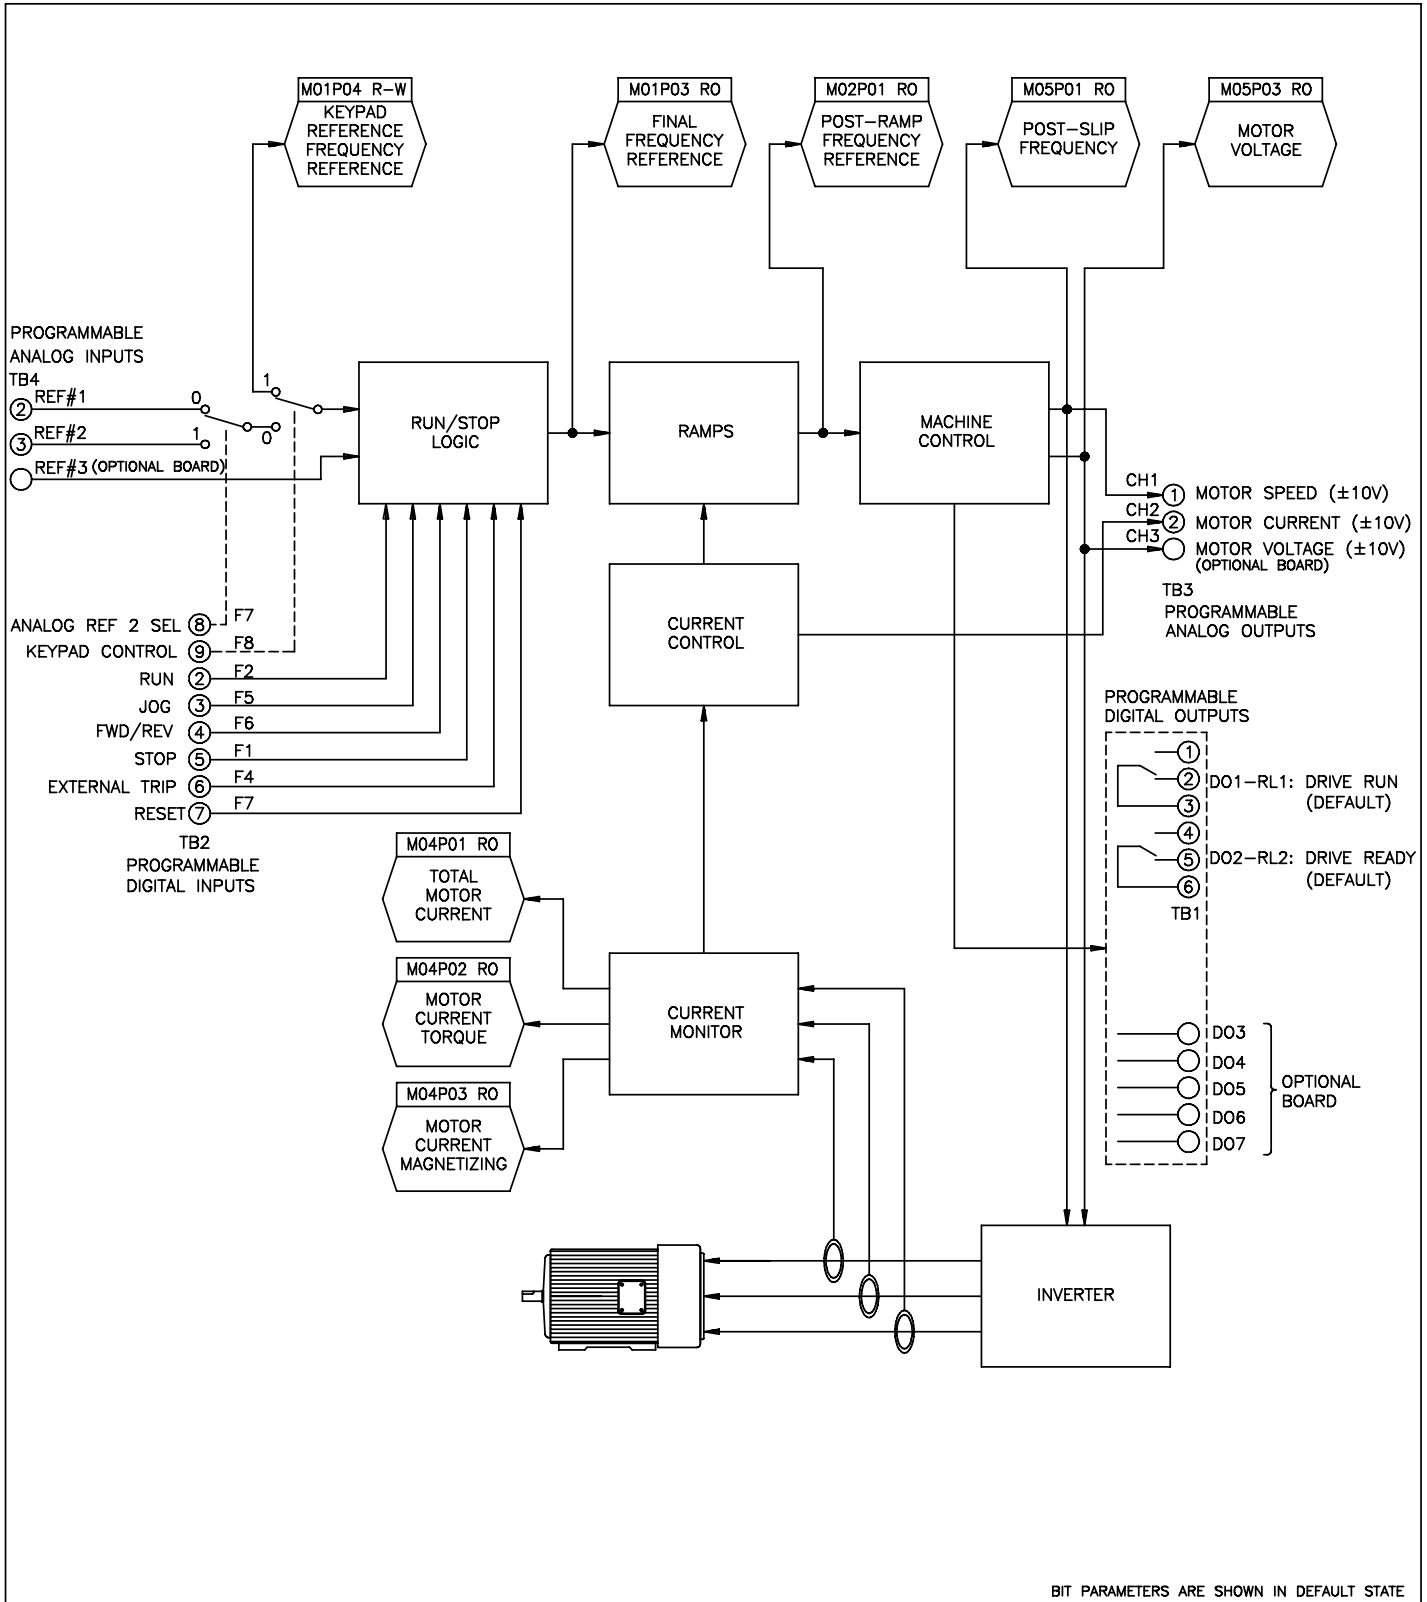 M01P04 R-W
KEYPAD
REFERENCE
FREQUENCY
REFERENCE
M01P03 RO
FINAL
FREQUENCY
REFERENCE
M02P01 RO
POST-RAMP
FREQUENCY
REFERENCE
M05P01 RO
POST-SLIP
FREQUENCY
M05P03 RO
MOTOR
VOLTAGE
PROGRAMMABLE
ANALOG INPUTS
TB4
2 REF#1
3 REF#2
REF#3 (OPTIONAL BOARD)
0
1
1
0
RUN/STOP
LOGIC
RAMPS
MACHINE
CONTROL
CH1 1 MOTOR SPEED (±10V)
CH2 2 MOTOR CURRENT (±10V)
CH3 MOTOR VOLTAGE (±10V)
(OPTIONAL BOARD)
TB3
PROGRAMMABLE
ANALOG OUTPUTS
CURRENT
CONTROL
ANALOG REF 2 SEL 8 F7
KEYPAD CONTROL 9 F8
RUN 2 F2
JOG 3 F5
FWD/REV 4 F6
STOP 5 F1
EXTERNAL TRIP 6 F4
RESET 7 F7
TB2
PROGRAMMABLE
DIGITAL INPUTS
PROGRAMMABLE
DIGITAL OUTPUTS
1
2 DO1-RL1: DRIVE RUN
3 (DEFAULT)
4
5 DO2-RL2: DRIVE READY
6 (DEFAULT)
TB1
M04P01 RO
TOTAL
MOTOR
CURRENT
M04P02 RO
MOTOR
CURRENT
TORQUE
M04P03 RO
MOTOR
CURRENT
MAGNETIZING
CURRENT
MONITOR
DO3
DO4
DO5
DO6
DO7
OPTIONAL
BOARD
INVERTER
BIT PARAMETERS ARE SHOWN IN DEFAULT STATE